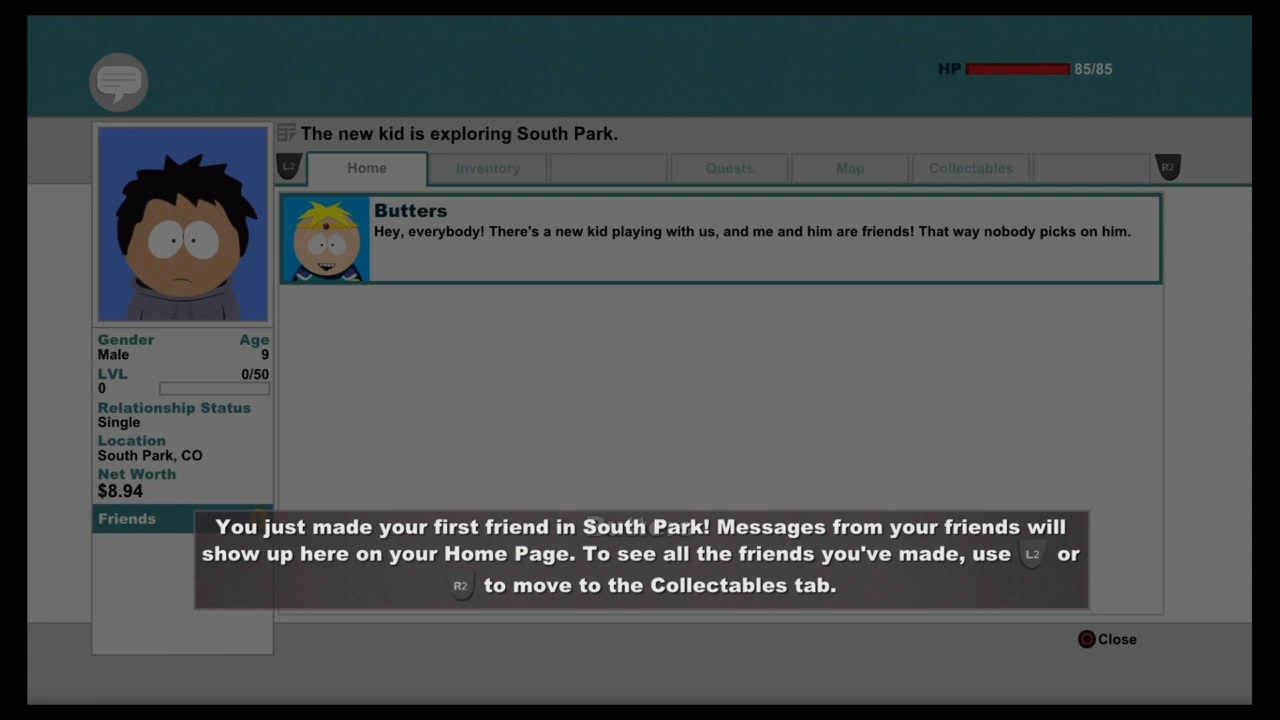 HP 85/85
The new kid is exploring South Park.
L2 Home Inventory Quests Map Collectables R2
Butters
Hey, everybody! There's a new kid playing with us, and me and him are friends! That way nobody picks on him.
Gender Age
Male 9
LVL 0/50
0
Relationship Status
Single
Location
South Park, CO
Net Worth
$8.94
Friends
You just made your first friend in South Park! Messages from your friends will
show up here on your Home Page. To see all the friends you've made, use L2 or
R2 to move to the Collectables tab.
Close